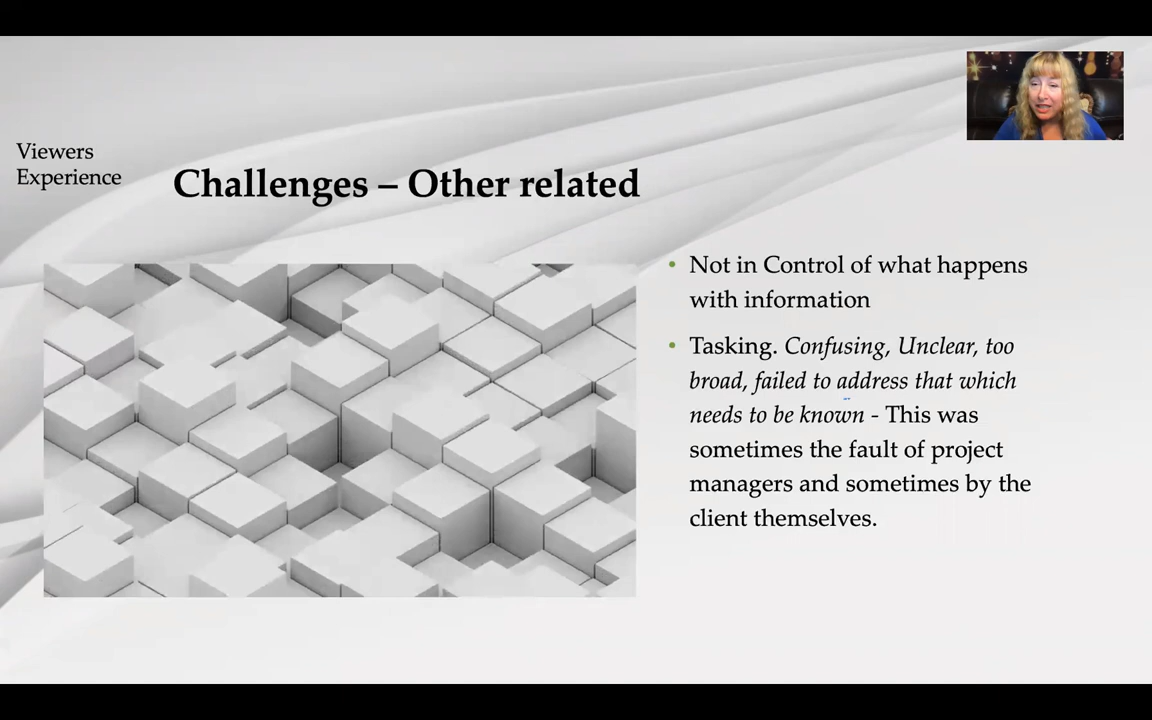 Viewers
Experience
Challenges – Other related
• Not in Control of what happens
with information
• Tasking. Confusing, Unclear, too
broad, failed to address that which
needs to be known - This was
sometimes the fault of project
managers and sometimes by the
client themselves.